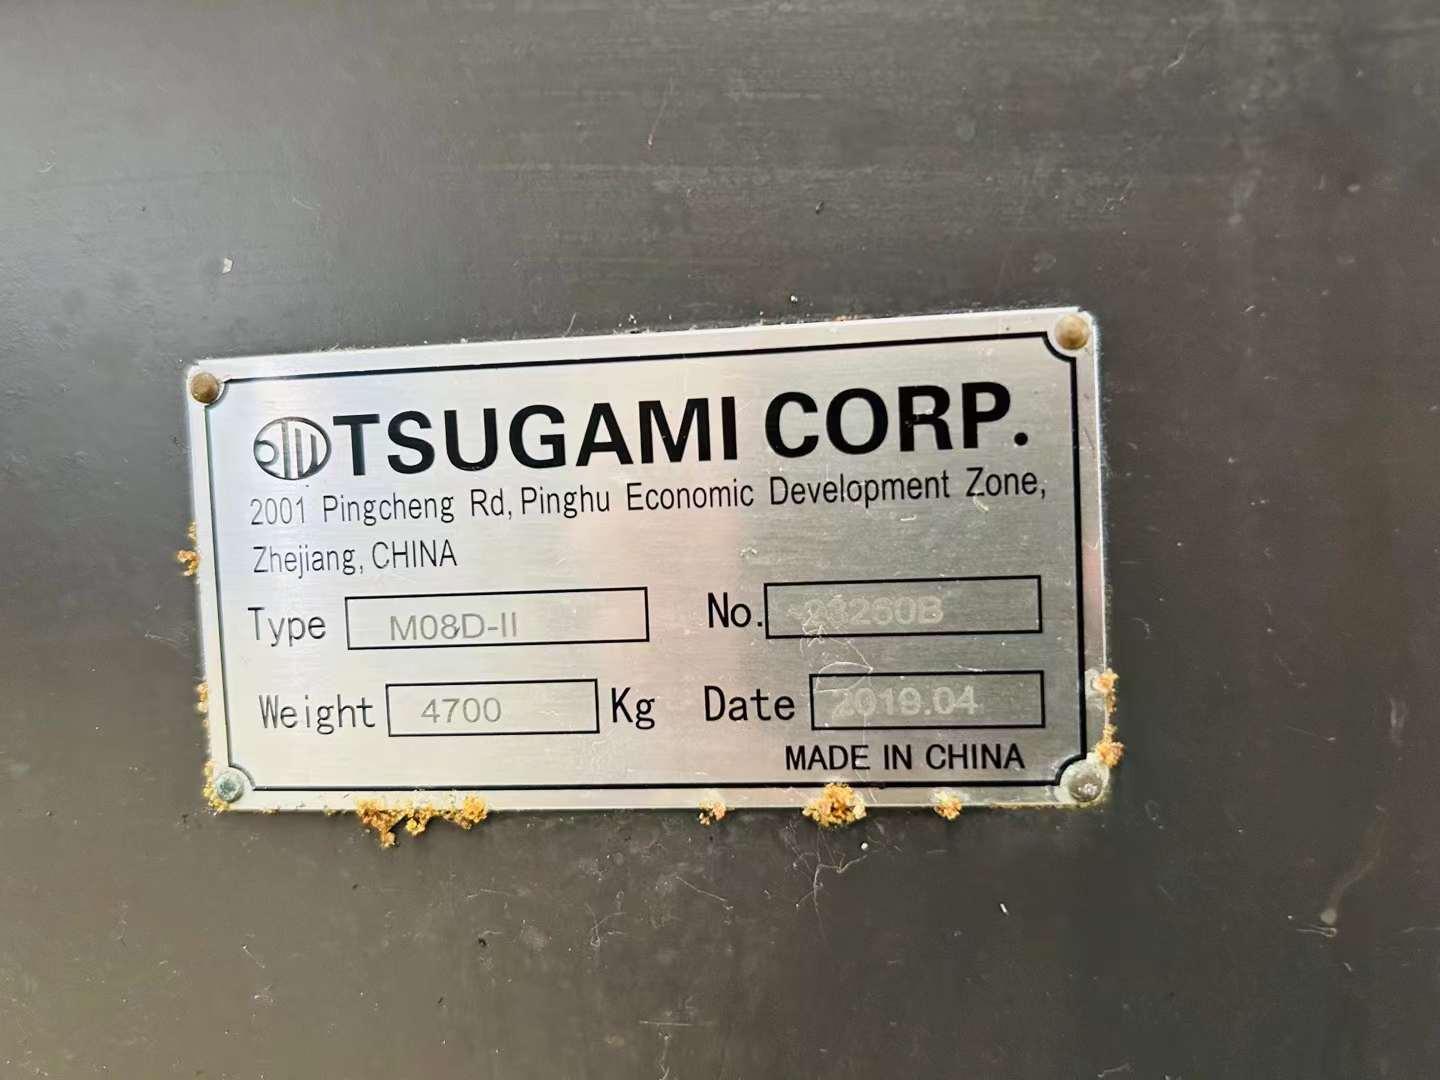 TSUGAMI CORP.
2001 Pingcheng Rd, Pinghu Economic Development Zone,
Zhejiang, CHINA
Type M08D-II No.
Weight 4700 Kg Date 2019.04
MADE IN CHINA